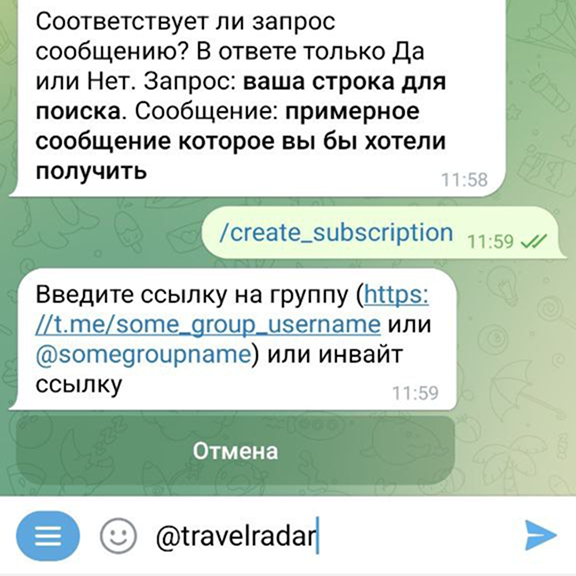 Соответствует ли запрос
сообщению? В ответе только Да
или Нет. Запрос: ваша строка для
поиска. Сообщение: примерное
сообщение которое вы бы хотели
получить
11:58
/create_subscription 11:59
Введите ссылку на группу (https:
//t.me/some_group_username или
@somegroupname) или инвайт
ссылку
11:59
Отмена
@travelradar